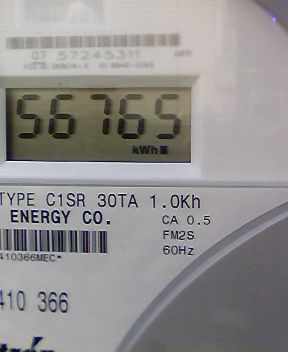 07 57245311
56765
kWh
TYPE C1SR 30TA 1.0Kh
ENERGY CO.
CA 0.5
FM2S
60Hz
410366MEC*
410 366